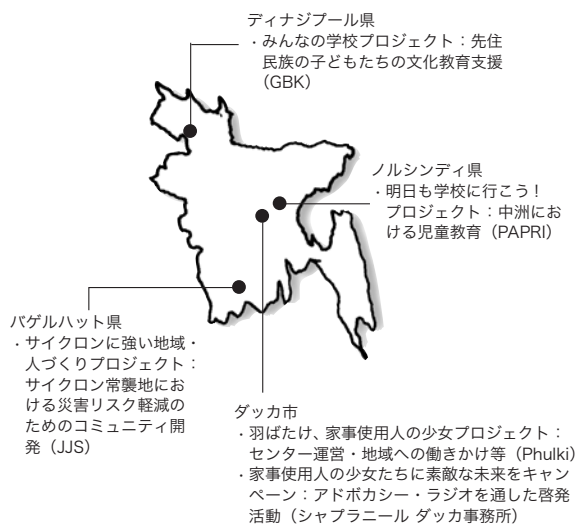 ディナジプール県
・みんなの学校プロジェクト：先住
民族の子どもたちの文化教育支援
（GBK）
ノルシンディ県
・明日も学校に行こう！
プロジェクト：中洲にお
ける児童教育（PAPRI）
バゲルハット県
・サイクロンに強い地域・
人づくりプロジェクト：
サイクロン常襲地にお
ける災害リスク軽減の
ためのコミュニティ開
発（JJS）
ダッカ市
・羽ばたけ、家事使用人の少女プロジェクト：
センター運営・地域への働きかけ等（Phulki）
・家事使用人の少女たちに素敵な未来をキャン
ペーン：アドボカシー・ラジオを通した啓発
活動（シャプラニール ダッカ事務所）